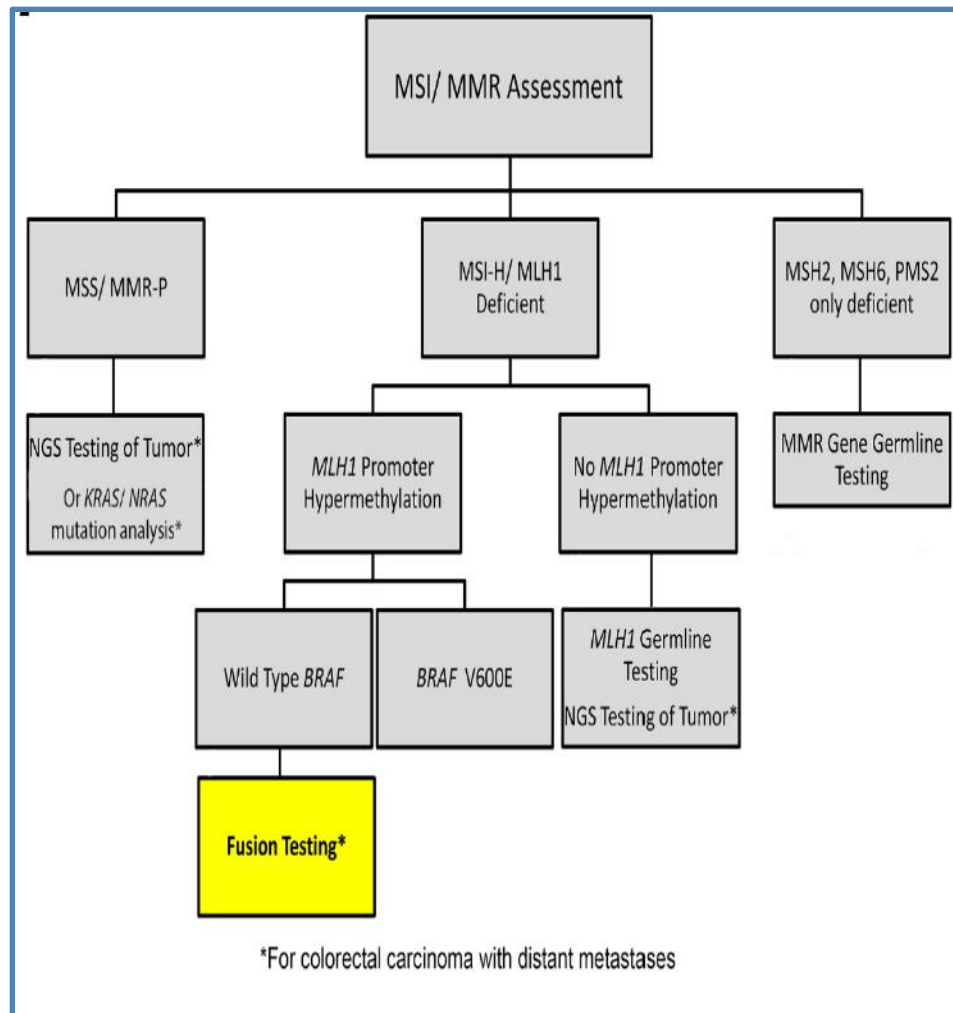 MSI/ MMR Assessment
MSS/ MMR-P
MSI-H/ MLH1
Deficient
MSH2, MSH6, PMS2
only deficient
NGS Testing of Tumor*
Or KRAS/ NRAS
mutation analysis*
MLH1 Promoter
Hypermethylation
No MLH1 Promoter
Hypermethylation
MMR Gene Germline
Testing
Wild Type BRAF
BRAF V600E
MLH1 Germline
Testing
NGS Testing of Tumor*
Fusion Testing*
*For colorectal carcinoma with distant metastases